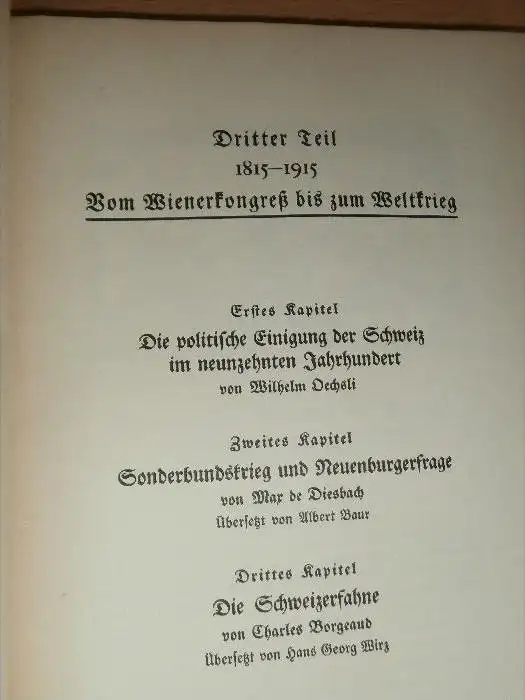 Dritter Teil
1815–1915
Vom Wienerkongreß bis zum Weltkrieg
Erstes Kapitel
Die politische Einigung der Schweiz
im neunzehnten Jahrhundert
von Wilhelm Oechsli
Zweites Kapitel
Sonderbundskrieg und Neuenburgerfrage
von Max de Diesbach
Übersetzt von Albert Baur
Drittes Kapitel
Die Schweizerfahne
von Charles Borgeaud
Übersetzt von Hans Georg Wirz